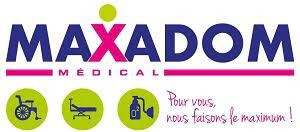 MAXADOM
MÉDICAL
Pour vous,
nous faisons le maximum !